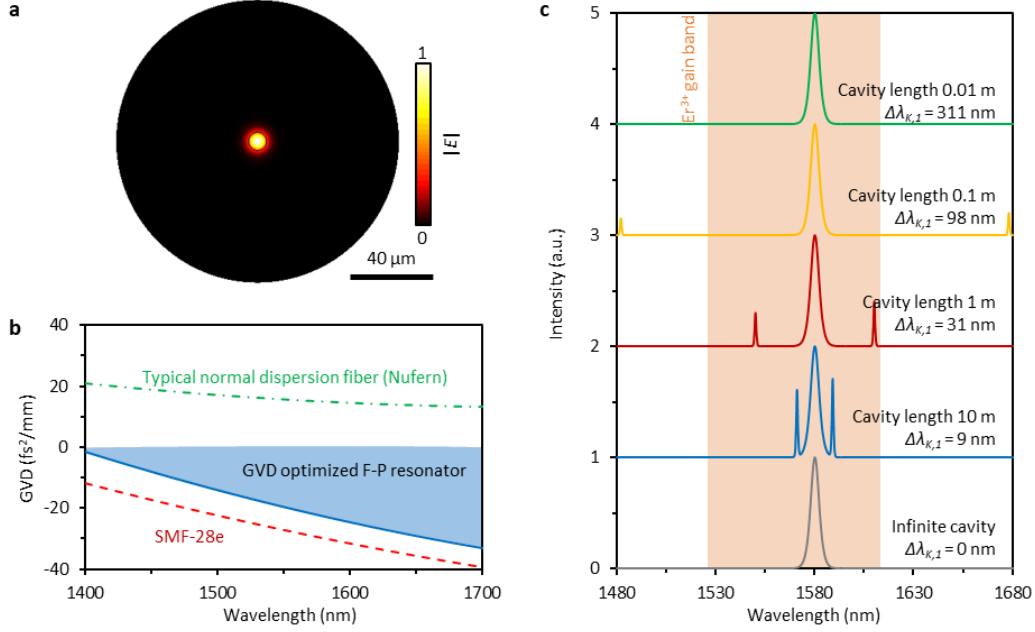 a
1
|E|
0
40 µm
b
40
20
0
-20
-40
GVD (fs²/mm)
Typical normal dispersion fiber (Nufern)
GVD optimized F-P resonator
SMF-28e
1400
1500
1600
1700
Wavelength (nm)
c
5
4
3
2
1
0
Intensity (a.u.)
Er³⁺ gain band
Cavity length 0.01 m
Δλ_K,1 = 311 nm
Cavity length 0.1 m
Δλ_K,1 = 98 nm
Cavity length 1 m
Δλ_K,1 = 31 nm
Cavity length 10 m
Δλ_K,1 = 9 nm
Infinite cavity
Δλ_K,1 = 0 nm
1480
1530
1580
1630
1680
Wavelength (nm)